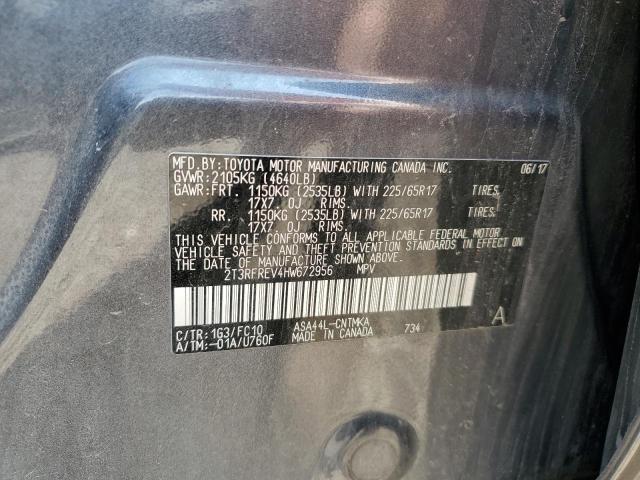 MFD.BY:TOYOTA MOTOR MANUFACTURING CANADA INC. 06/17
GVWR:2105KG (4640LB)
GAWR:FRT. 1150KG (2535LB) WITH 225/65R17 TIRES,
17X7.0J RIMS.
RR. 1150KG (2535LB) WITH 225/65R17 TIRES,
17X7.0J RIMS.
THIS VEHICLE CONFORMS TO ALL APPLICABLE FEDERAL MOTOR
VEHICLE SAFETY AND THEFT PREVENTION STANDARDS IN EFFECT
ON THE DATE OF MANUFACTURE SHOWN ABOVE.
2T3RFREV4HW672956 MPV
C/TR:1G3/FC10 ASA44L-CNTMKA 734
A/TM:-01A/U760F MADE IN CANADA A